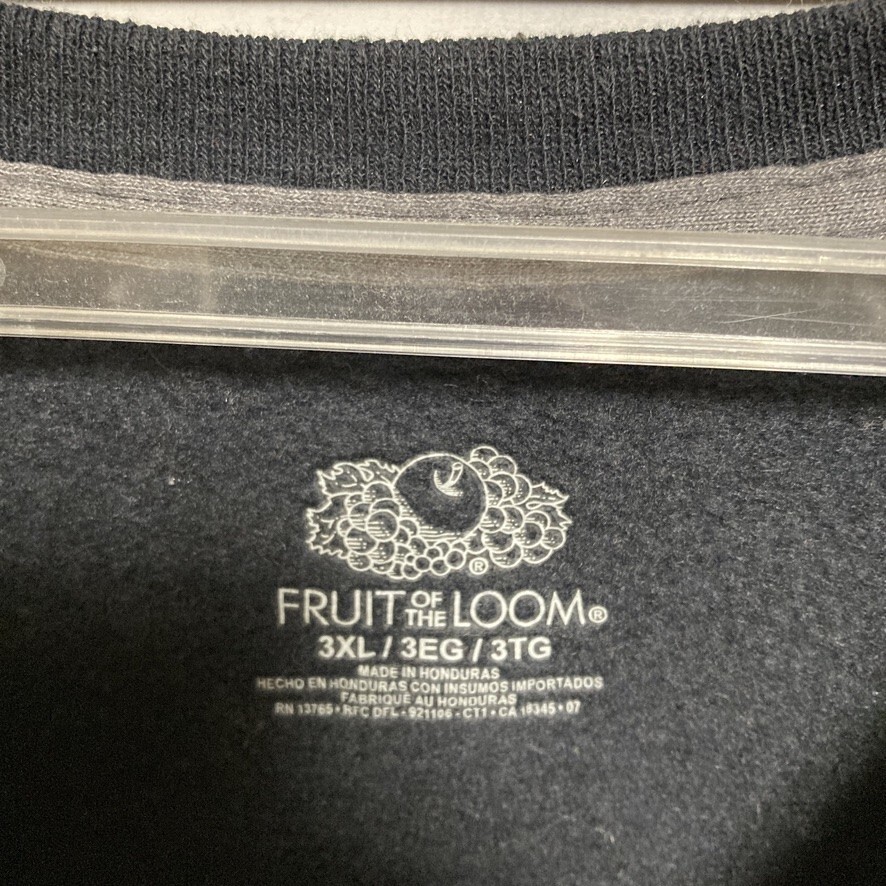 ®
FRUIT OF THE LOOM®
3XL / 3EG / 3TG
MADE IN HONDURAS
HECHO EN HONDURAS CON INSUMOS IMPORTADOS
FABRIQUE AU HONDURAS
RN 13765 • RFC DFL - 921106 - CT1 • CA 19345 • 07